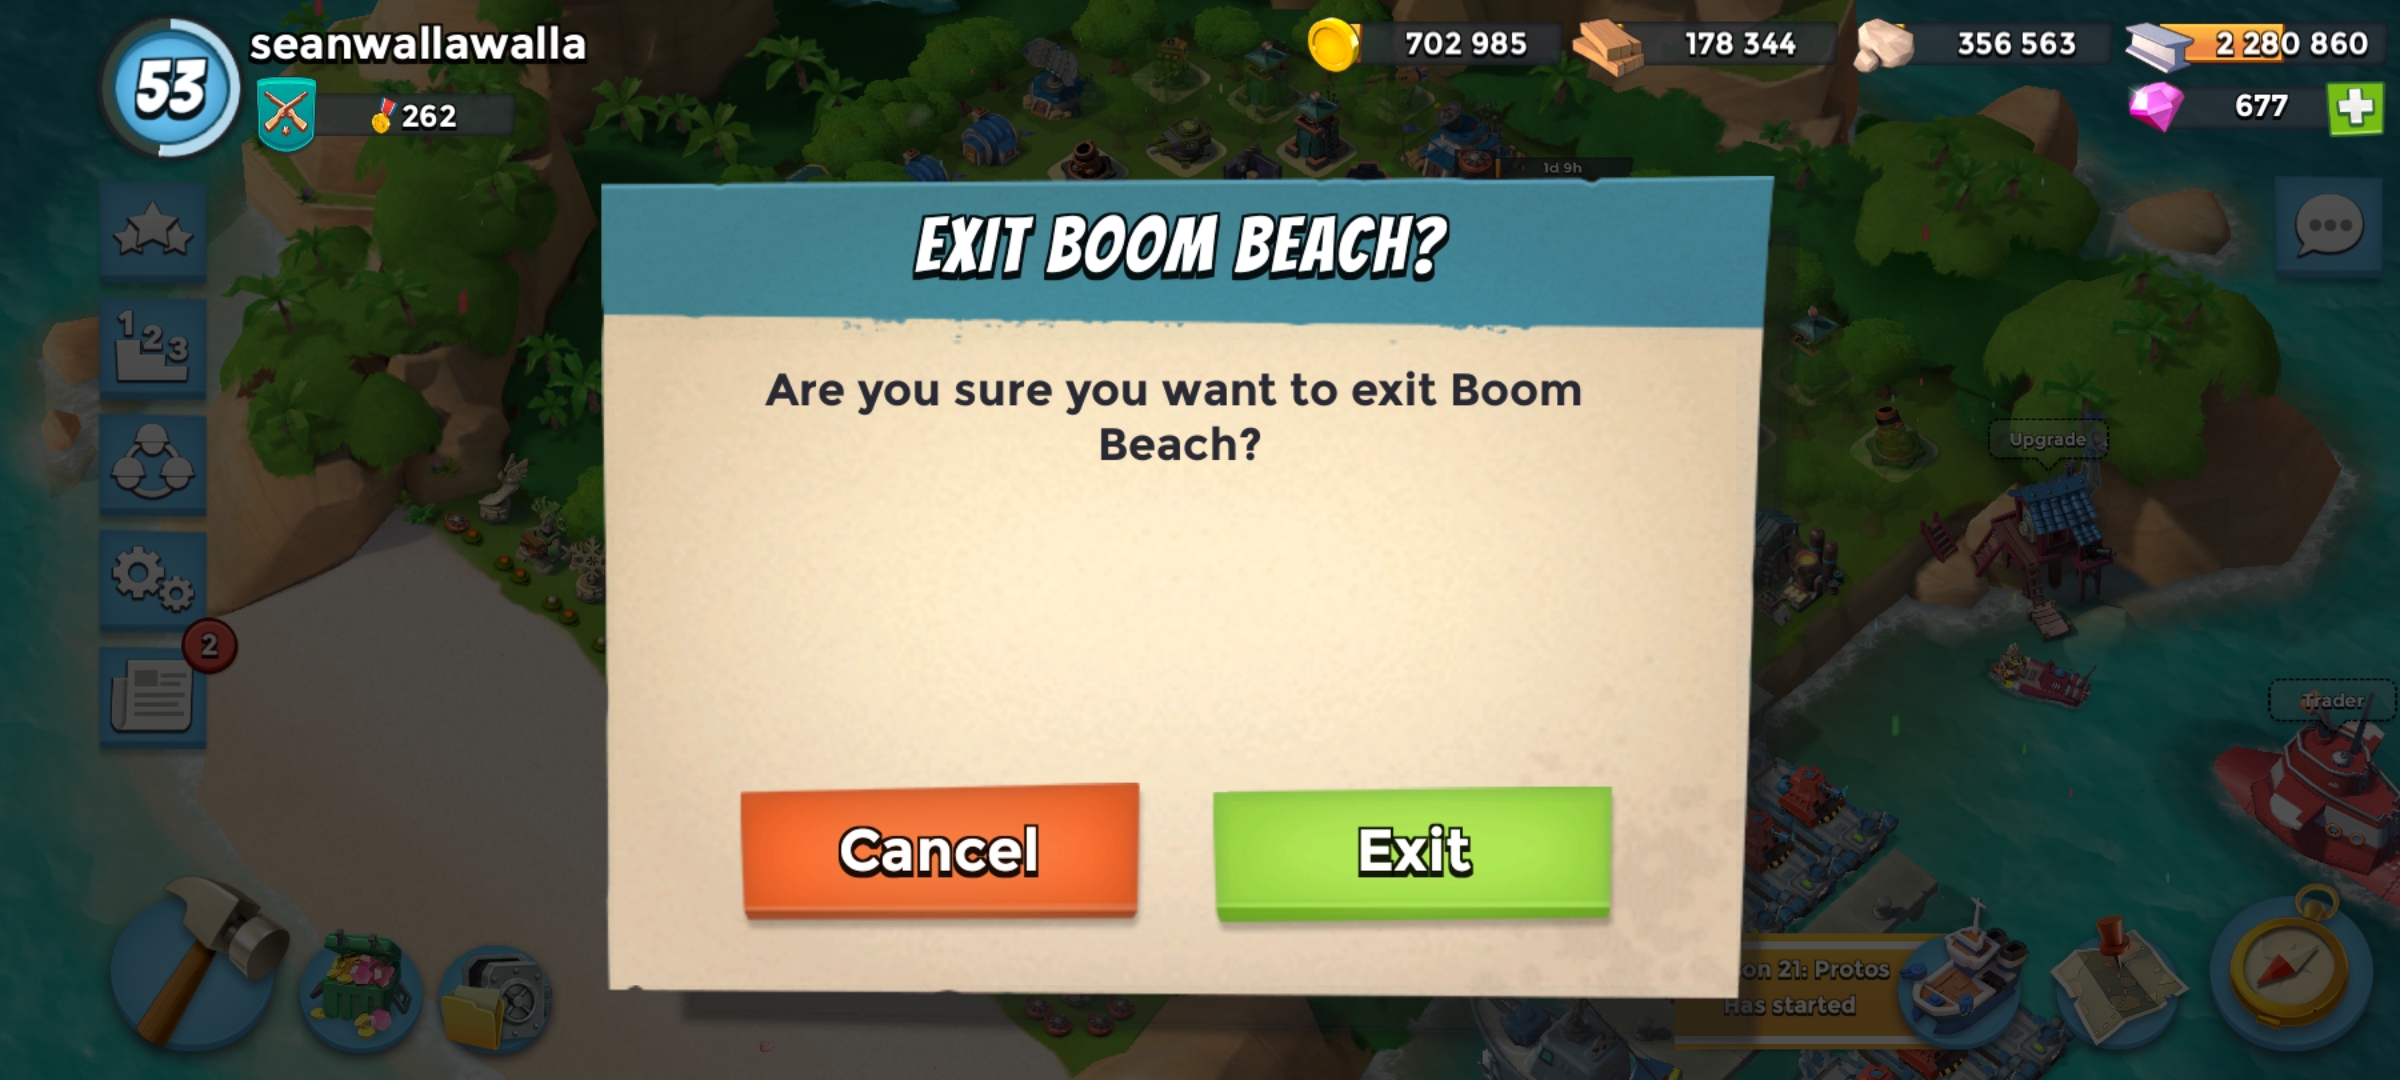 53
seanwallawalla
262
702 985
178 344
356 563
2 280 860
677
1d 9h
EXIT BOOM BEACH?
Are you sure you want to exit Boom
Beach?
Cancel
Exit
1 2 3
2
Upgrade
Trader
on 21: Protos
Has started